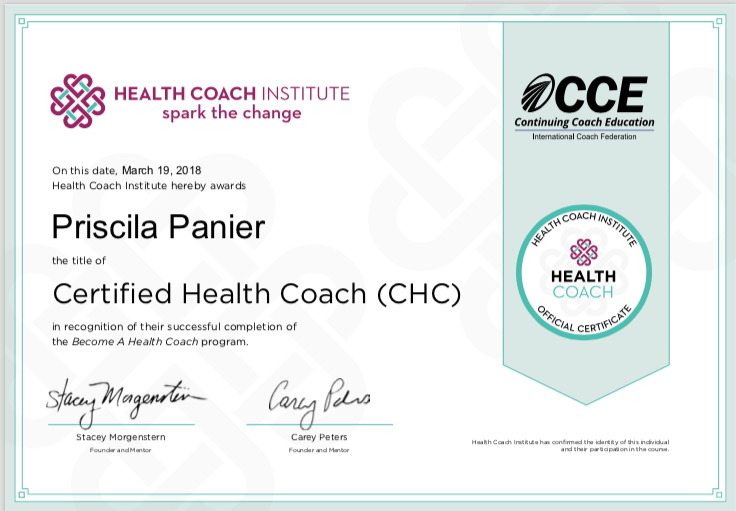 HEALTH COACH INSTITUTE
spark the change
On this date, March 19, 2018
Health Coach Institute hereby awards
Priscila Panier
the title of
Certified Health Coach (CHC)
in recognition of their successful completion of
the Become A Health Coach program.
Stacey Morgenstern
Stacey Morgenstern
Founder and Mentor
Carey Peters
Carey Peters
Founder and Mentor
CCE
Continuing Coach Education
International Coach Federation
HEALTH COACH INSTITUTE
HEALTH
COACH
OFFICIAL CERTIFICATE
Health Coach Institute has confirmed the identity of this individual
and their participation in the course.